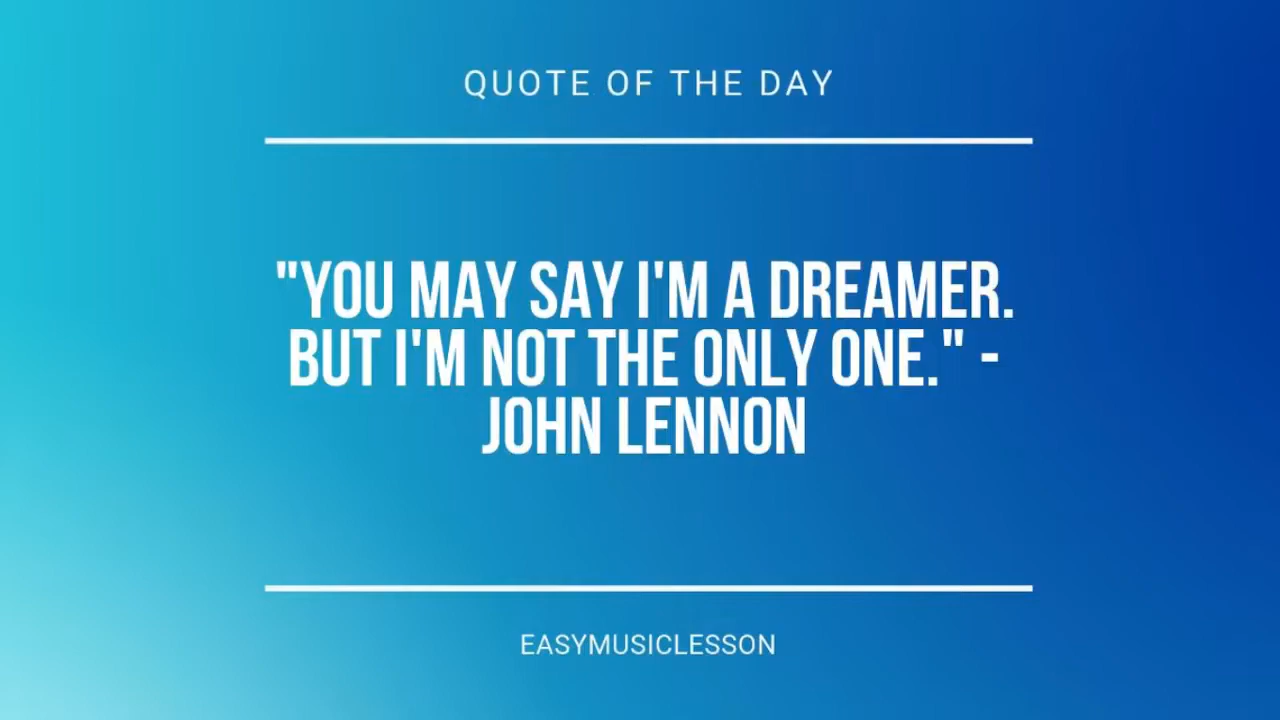 QUOTE OF THE DAY
"YOU MAY SAY I'M A DREAMER.
BUT I'M NOT THE ONLY ONE." -
JOHN LENNON
EASYMUSICLESSON